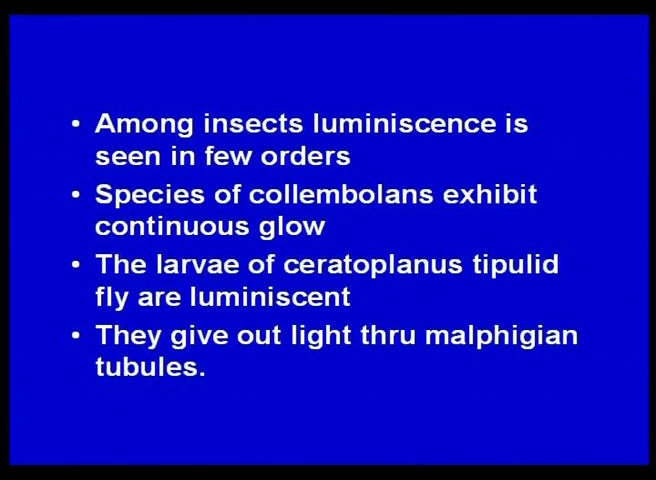 • Among insects luminiscence is
seen in few orders
• Species of collembolans exhibit
continuous glow
• The larvae of ceratoplanus tipulid
fly are luminiscent
• They give out light thru malphigian
tubules.